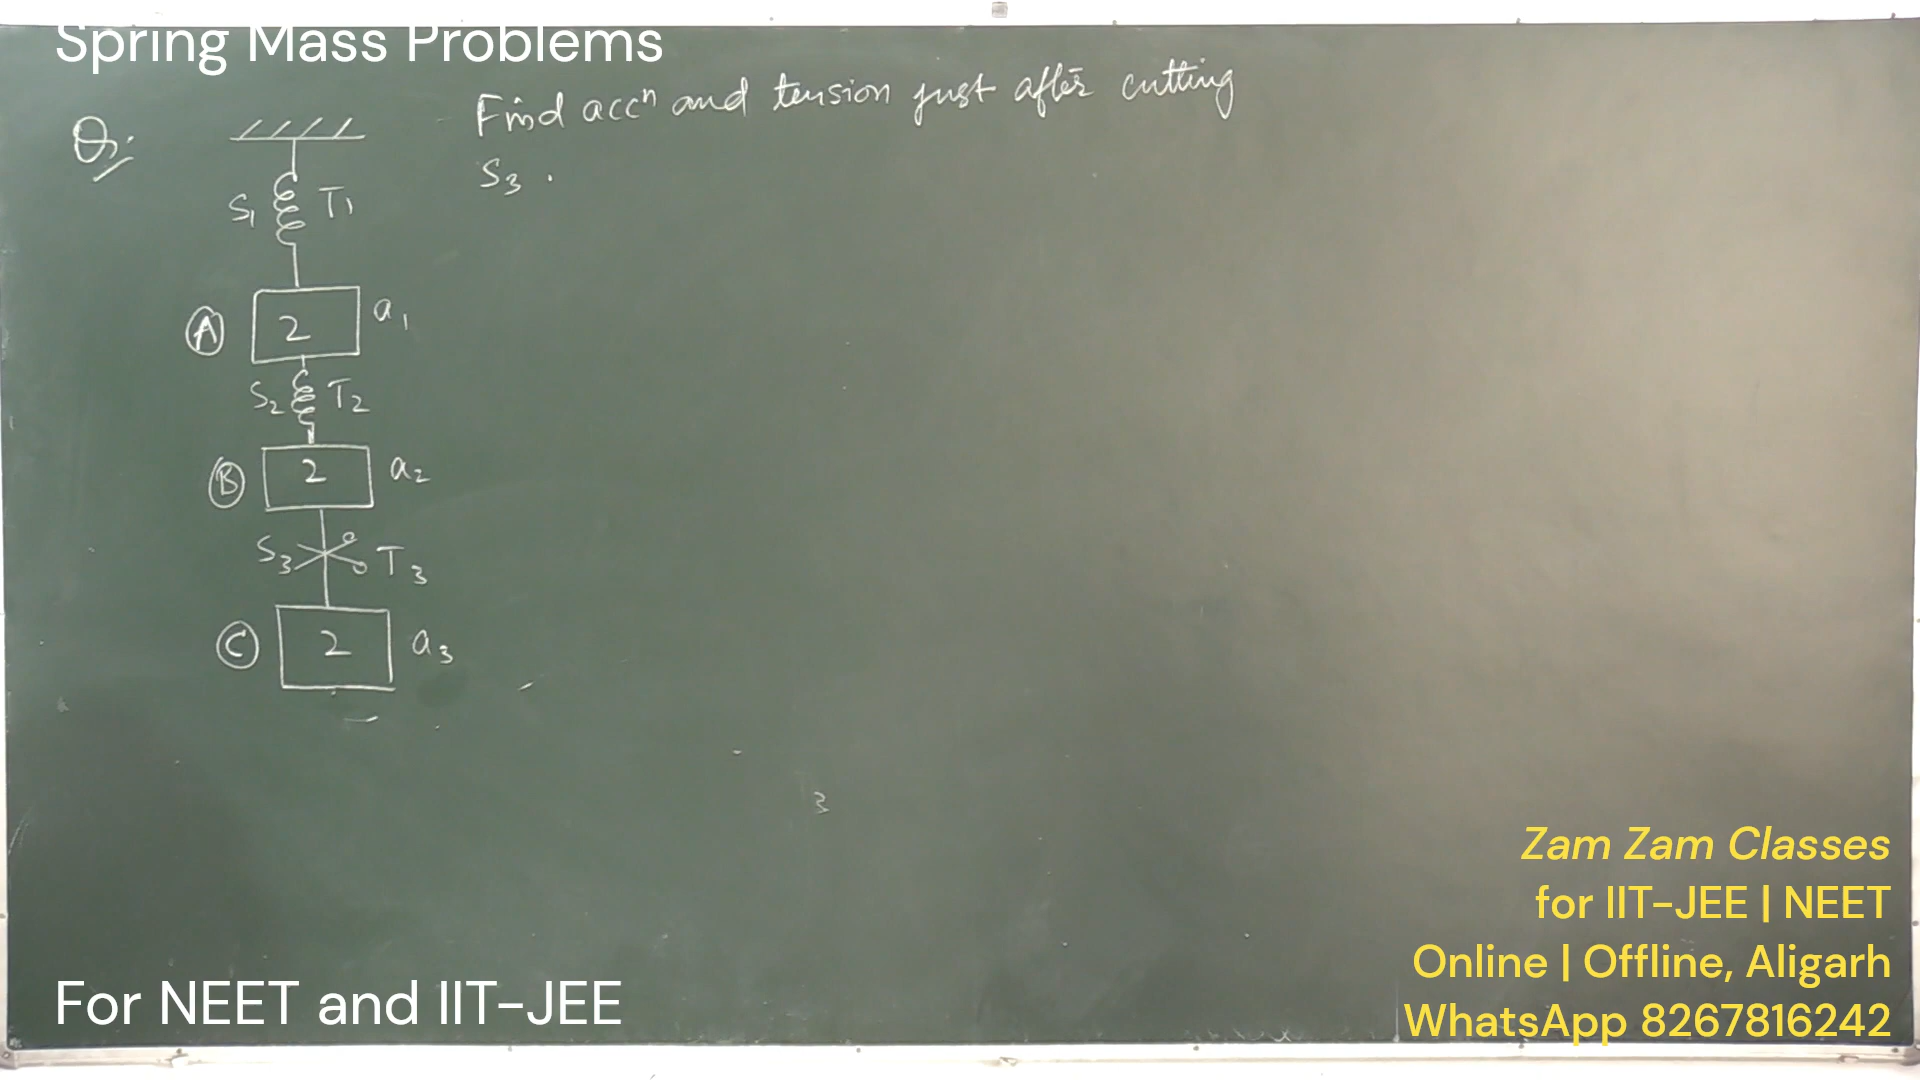 Spring Mass Problems
Q.
Find accⁿ and tension just after cutting
S₃ .
S₁ T₁
A 2 a₁
S₂ T₂
B 2 a₂
S₃ T₃
C 2 a₃
3
Zam Zam Classes
for IIT-JEE | NEET
Online | Offline, Aligarh
WhatsApp 8267816242
For NEET and IIT-JEE